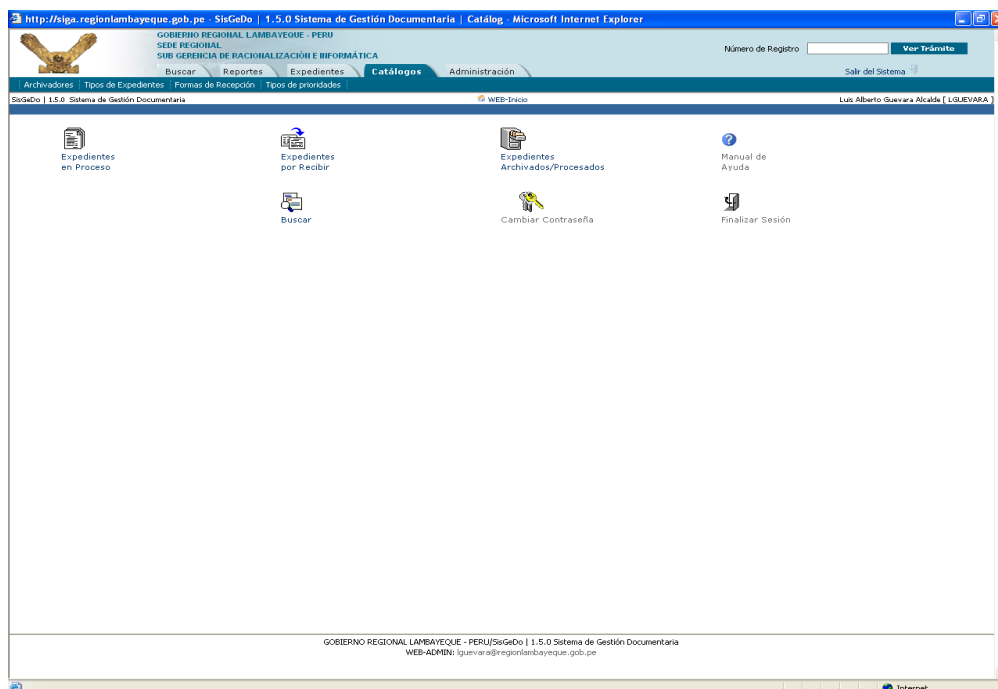 http://siga.regionlambayeque.gob.pe - SisGeDo | 1.5.0 Sistema de Gestión Documentaria | Catálog - Microsoft Internet Explorer
GOBIERNO REGIONAL LAMBAYEQUE - PERU
SEDE REGIONAL
SUB GERENCIA DE RACIONALIZACIÓN E INFORMÁTICA
Número de Registro Ver Trámite
Buscar Reportes Expedientes Catálogos Administración Salir del Sistema
Archivadores Tipos de Expedientes Formas de Recepción Tipos de prioridades
SisGeDo | 1.5.0 Sistema de Gestión Documentaria WEB-Inicio Luis Alberto Guevara Alcalde [ LGUEVARA ]
Expedientes
en Proceso
Expedientes
por Recibir
Expedientes
Archivados/Procesados
Manual de
Ayuda
Buscar
Cambiar Contraseña
Finalizar Sesión
GOBIERNO REGIONAL LAMBAYEQUE - PERU/SisGeDo | 1.5.0 Sistema de Gestión Documentaria
WEB-ADMIN: lguevara@regionlambayeque.gob.pe
Internet